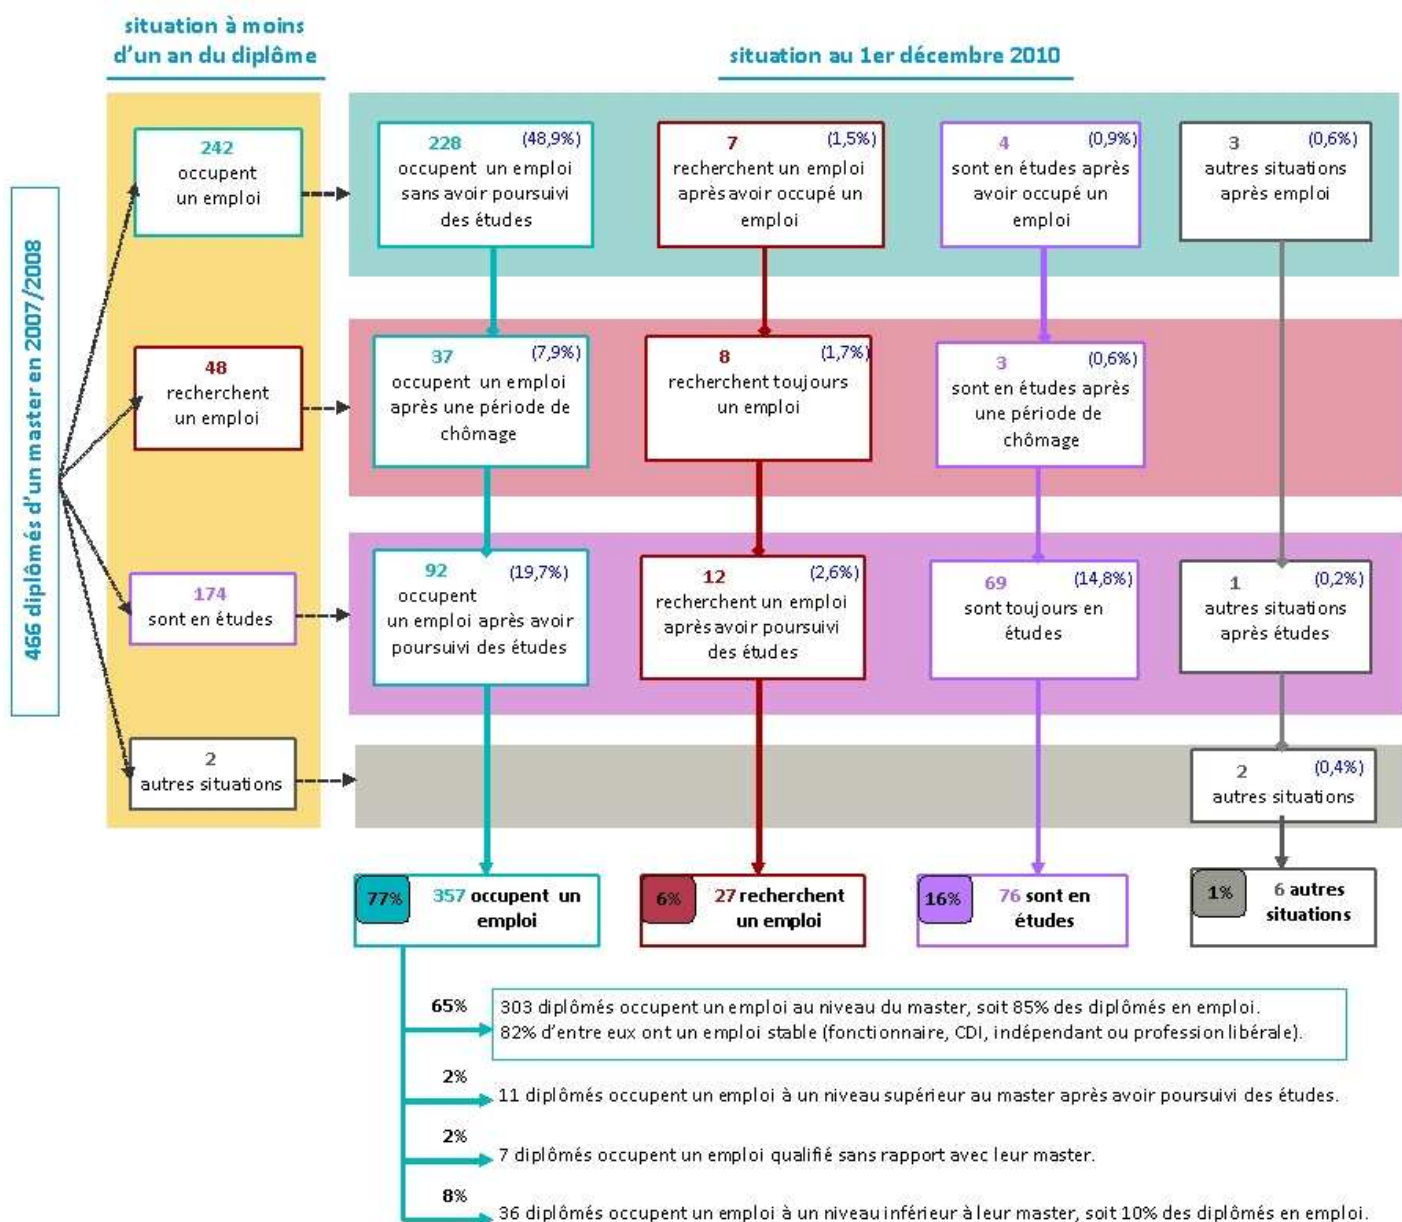 situation à moins
d'un an du diplôme
situation au 1er décembre 2010
466 diplômés d'un master en 2007/2008
242
occupent
un emploi
228 (48,9%)
occupent un emploi
sans avoir poursuivi
des études
7 (1,5%)
recherchent un emploi
après avoir occupé un
emploi
4 (0,9%)
sont en études après
avoir occupé un
emploi
3 (0,6%)
autres situations
après emploi
48
recherchent
un emploi
37 (7,9%)
occupent un emploi
après une période de
chômage
8 (1,7%)
recherchent toujours
un emploi
3 (0,6%)
sont en études après
une période de
chômage
174
sont en études
92 (19,7%)
occupent
un emploi après avoir
poursuivi des études
12 (2,6%)
recherchent un emploi
après avoir poursuivi
des études
69 (14,8%)
sont toujours en
études
1 (0,2%)
autres situations
après études
2
autres situations
2 (0,4%)
autres situations
77% 357 occupent un
emploi
6% 27 recherchent
un emploi
16% 76 sont en
études
1% 6 autres
situations
65% 303 diplômés occupent un emploi au niveau du master, soit 85% des diplômés en emploi.
82% d'entre eux ont un emploi stable (fonctionnaire, CDI, indépendant ou profession libérale).
2%
11 diplômés occupent un emploi à un niveau supérieur au master après avoir poursuivi des études.
2%
7 diplômés occupent un emploi qualifié sans rapport avec leur master.
8%
36 diplômés occupent un emploi à un niveau inférieur à leur master, soit 10% des diplômés en emploi.